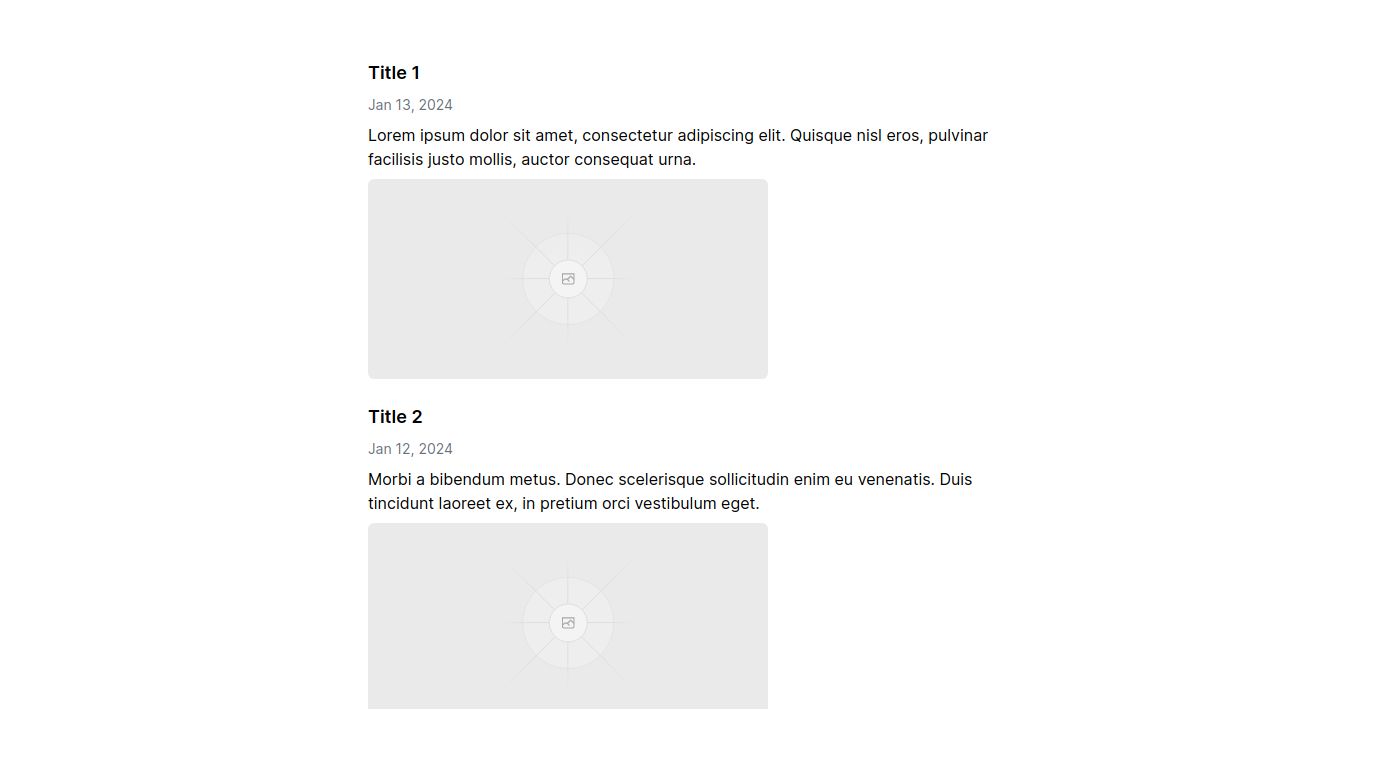 Title 1
Jan 13, 2024
Lorem ipsum dolor sit amet, consectetur adipiscing elit. Quisque nisl eros, pulvinar
facilisis justo mollis, auctor consequat urna.
Title 2
Jan 12, 2024
Morbi a bibendum metus. Donec scelerisque sollicitudin enim eu venenatis. Duis
tincidunt laoreet ex, in pretium orci vestibulum eget.